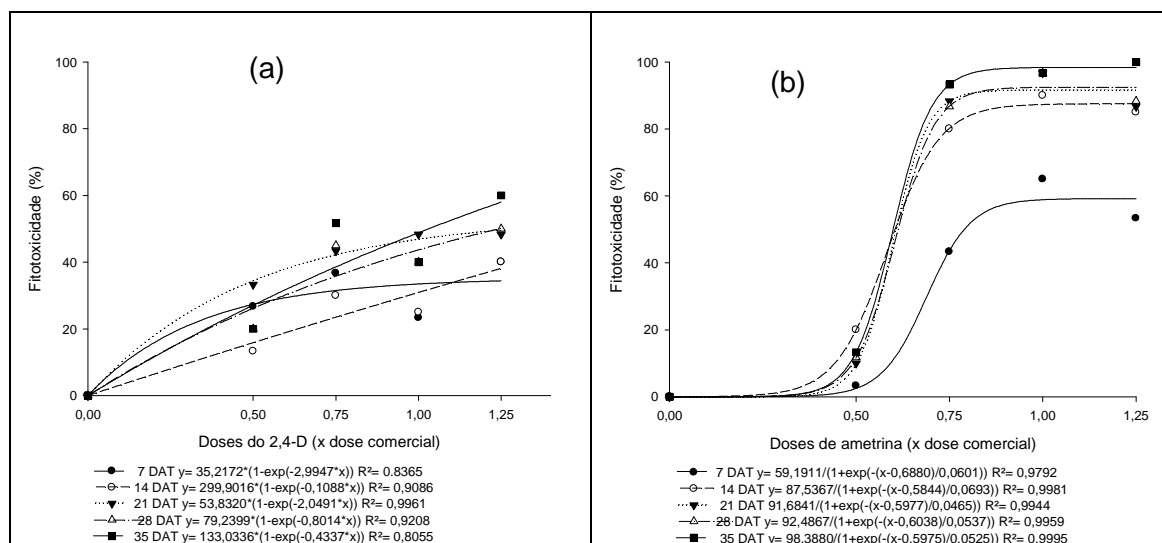 (a)
100
80
60
40
20
0
Fitotoxicidade (%)
0,00 0,50 0,75 1,00 1,25
Doses do 2,4-D (x dose comercial)
7 DAT y= 35,2172*(1-exp(-2,9947*x)) R²= 0.8365
14 DAT y= 299,9016*(1-exp(-0,1088*x)) R²= 0,9086
21 DAT y= 53,8320*(1-exp(-2,0491*x)) R²= 0,9961
28 DAT y= 79,2399*(1-exp(-0,8014*x)) R²= 0,9208
35 DAT y= 133,0336*(1-exp(-0,4337*x)) R²= 0,8055
(b)
100
80
60
40
20
0
Fitotoxicidade (%)
0,00 0,50 0,75 1,00 1,25
Doses de ametrina (x dose comercial)
7 DAT y= 59,1911/(1+exp(-(x-0,6880)/0,0601)) R²= 0,9792
14 DAT y= 87,5367/(1+exp(-(x-0,5844)/0,0693)) R²= 0,9981
21 DAT y= 91,6841/(1+exp(-(x-0,5977)/0,0465)) R²= 0,9944
28 DAT y= 92,4867/(1+exp(-(x-0,6038)/0,0537)) R²= 0,9959
35 DAT y= 98,3880/(1+exp(-(x-0,5975)/0,0525)) R²= 0,9995